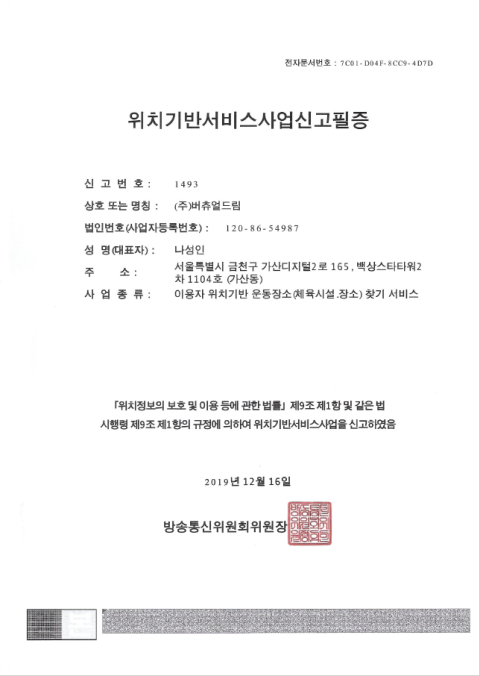 전자문서번호 : 7C01-D04F-8CC9-4D7D
위치기반서비스사업신고필증
신 고 번 호 : 1493
상호 또는 명칭 : (주)버츄얼드림
법인번호(사업자등록번호) : 120-86-54987
성 명(대표자) : 나성인
주 소 : 서울특별시 금천구 가산디지털2로 165, 백상스타타워2
차 1104호 (가산동)
사 업 종 류 : 이용자 위치기반 운동장소(체육시설.장소) 찾기 서비스
「위치정보의 보호 및 이용 등에 관한 법률」 제9조 제1항 및 같은 법
시행령 제9조 제1항의 규정에 의하여 위치기반서비스사업을 신고하였음
2019년 12월 16일
방송통신위원회위원장